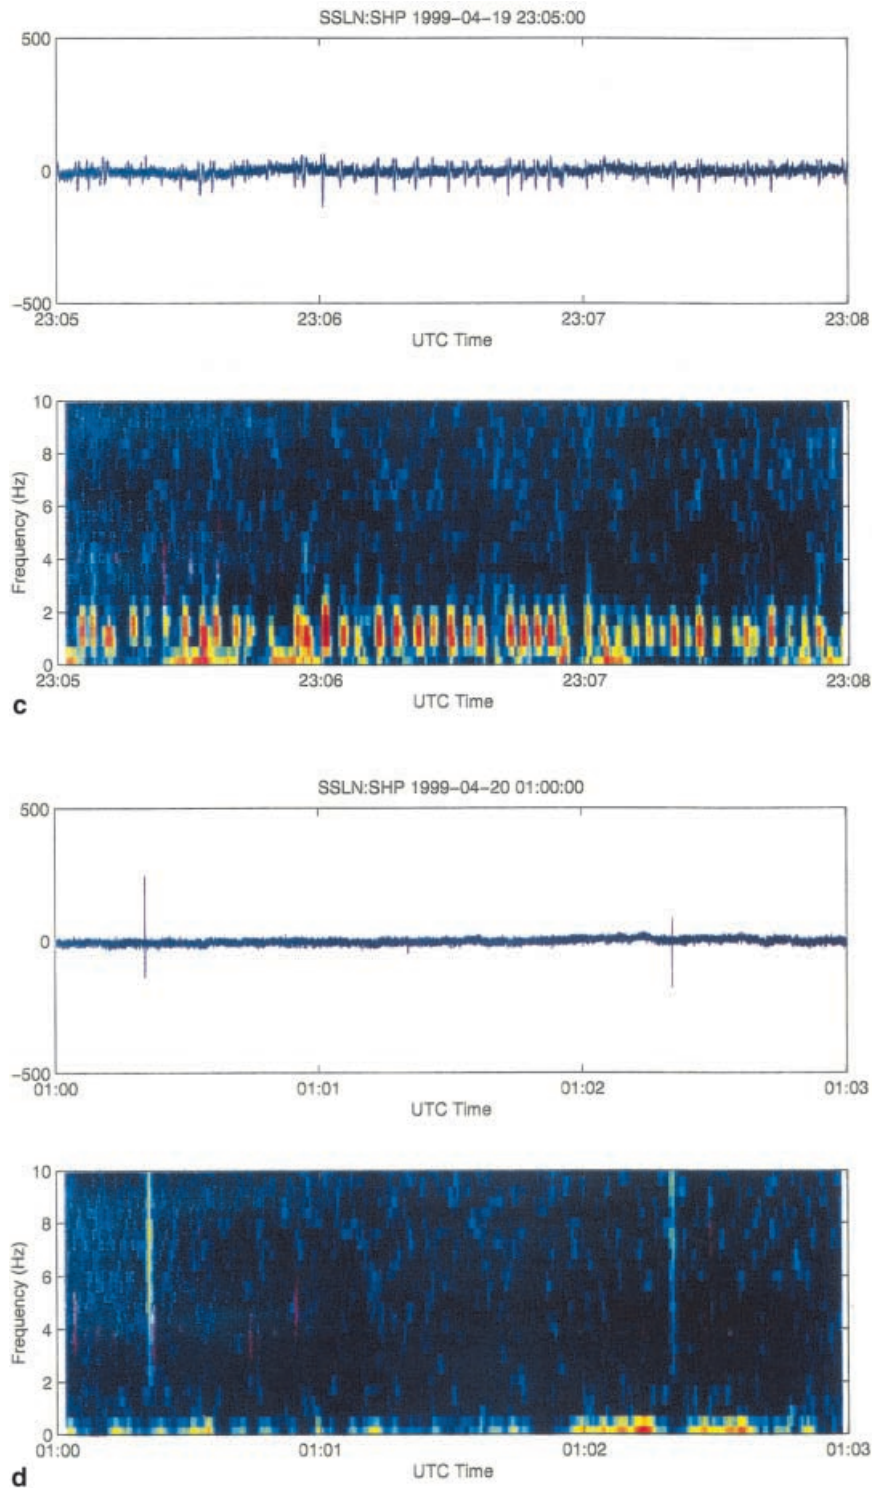 SSLN:SHP 1999-04-19 23:05:00
500
0
-500
23:05 23:06 23:07 23:08
UTC Time
10
8
6
4
2
0
Frequency (Hz)
23:05 23:06 23:07 23:08
UTC Time
c
SSLN:SHP 1999-04-20 01:00:00
500
0
-500
01:00 01:01 01:02 01:03
UTC Time
10
8
6
4
2
0
Frequency (Hz)
01:00 01:01 01:02 01:03
UTC Time
d